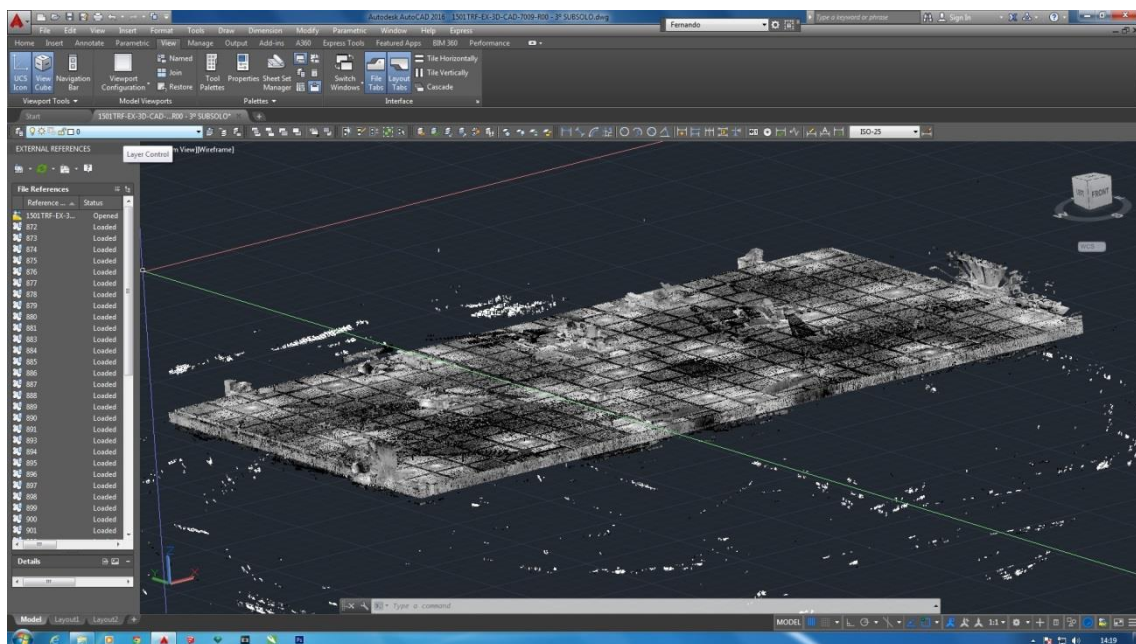 Autodesk AutoCAD 2016   1501TRF-EX-3D-CAD-7009-R00 - 3º SUBSOLO.dwg
Fernando
Type a keyword or phrase
Sign In
File Edit View Insert Format Tools Draw Dimension Modify Parametric Window Help Express
Home Insert Annotate Parametric View Manage Output Add-ins A360 Express Tools Featured Apps BIM 360 Performance
Named
Join
Restore
Tile Horizontally
Tile Vertically
Cascade
UCS Icon
View Cube
Navigation Bar
Viewport Configuration
Tool Palettes
Properties
Sheet Set Manager
Switch Windows
File Tabs
Layout Tabs
Viewport Tools
Model Viewports
Palettes
Interface
Start
1501TRF-EX-3D-CAD-...R00 - 3º SUBSOLO*
0
ISO-25
EXTERNAL REFERENCES
Layer Control
m View][Wireframe]
File References
Reference ... Status
1501TRF-EX-3... Opened
872 Loaded
873 Loaded
874 Loaded
875 Loaded
876 Loaded
877 Loaded
878 Loaded
879 Loaded
880 Loaded
881 Loaded
883 Loaded
884 Loaded
885 Loaded
886 Loaded
887 Loaded
888 Loaded
889 Loaded
890 Loaded
891 Loaded
893 Loaded
894 Loaded
895 Loaded
896 Loaded
897 Loaded
898 Loaded
899 Loaded
900 Loaded
901 Loaded
Details
LEFT
FRONT
WCS
Z
X
Y
Type a command
Model Layout1 Layout2 +
MODEL
1:1
14:19